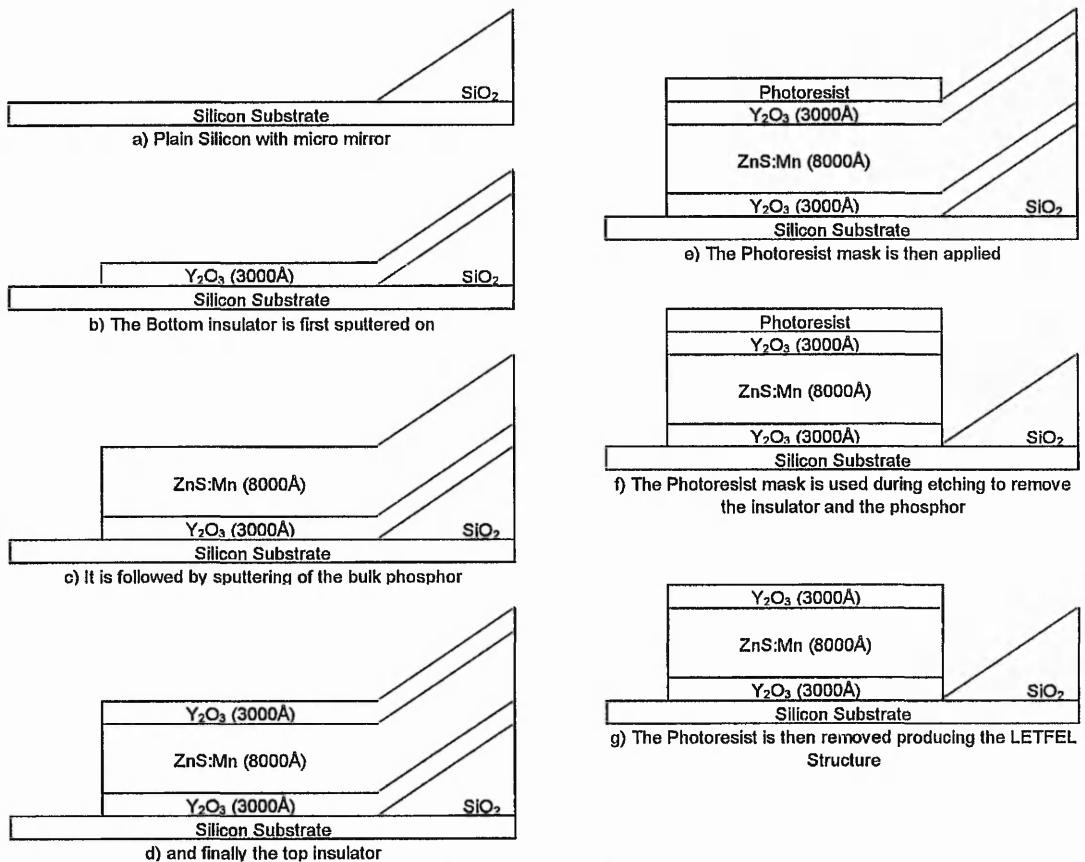 SiO₂
Silicon Substrate
a) Plain Silicon with micro mirror
Y₂O₃ (3000Å)
SiO₂
Silicon Substrate
b) The Bottom insulator is first sputtered on
ZnS:Mn (8000Å)
Y₂O₃ (3000Å)
SiO₂
Silicon Substrate
c) It is followed by sputtering of the bulk phosphor
Y₂O₃ (3000Å)
ZnS:Mn (8000Å)
Y₂O₃ (3000Å)
SiO₂
Silicon Substrate
d) and finally the top insulator
Photoresist
Y₂O₃ (3000Å)
ZnS:Mn (8000Å)
Y₂O₃ (3000Å)
SiO₂
Silicon Substrate
e) The Photoresist mask is then applied
Photoresist
Y₂O₃ (3000Å)
ZnS:Mn (8000Å)
Y₂O₃ (3000Å)
SiO₂
Silicon Substrate
f) The Photoresist mask is used during etching to remove
the insulator and the phosphor
Y₂O₃ (3000Å)
ZnS:Mn (8000Å)
Y₂O₃ (3000Å)
SiO₂
Silicon Substrate
g) The Photoresist is then removed producing the LETFEL
Structure